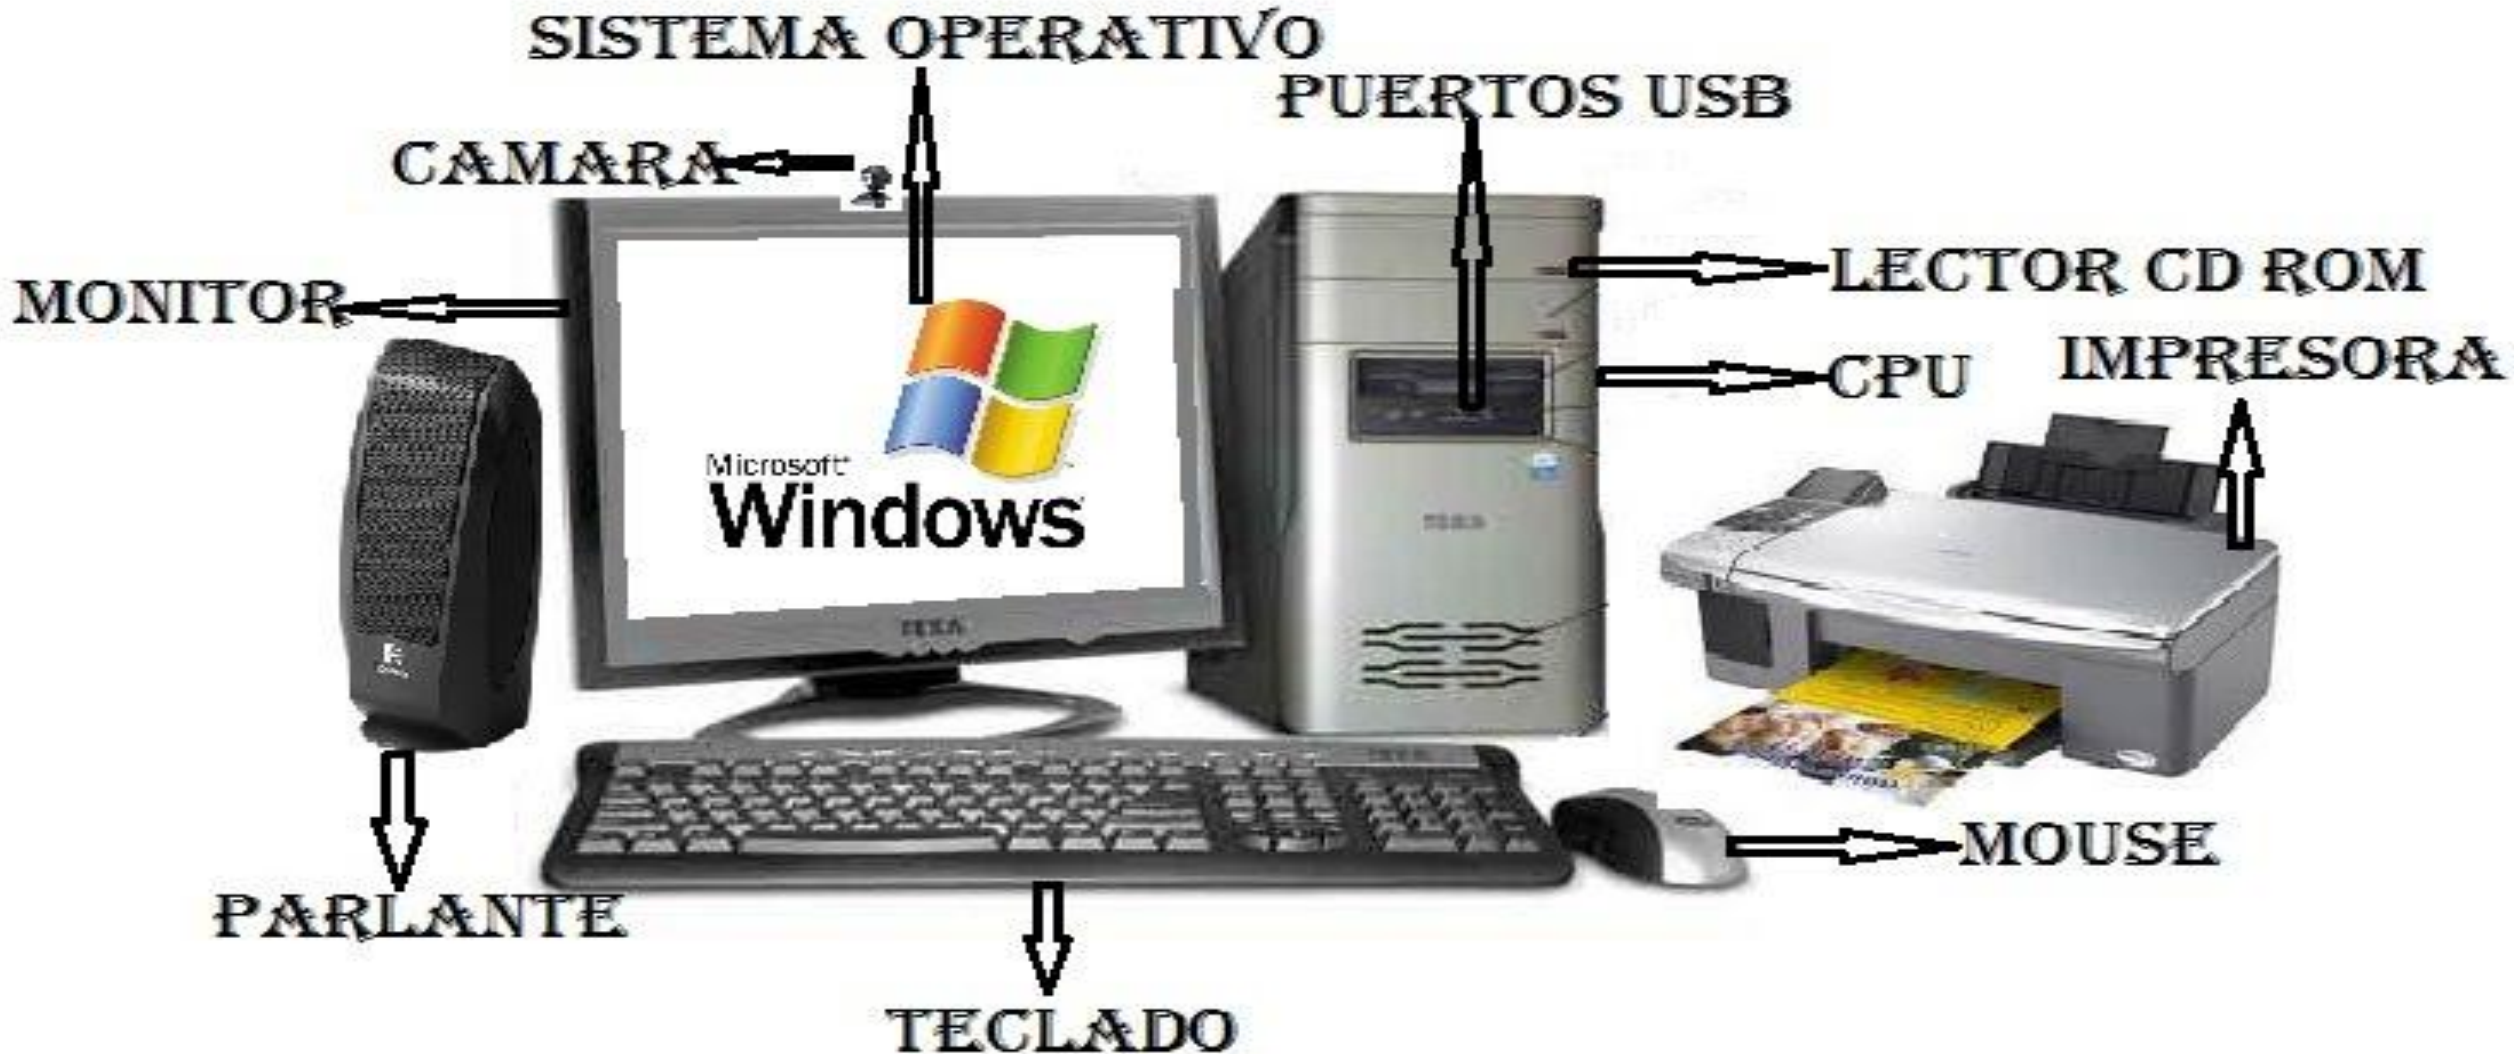 SISTEMA OPERATIVO
PUERTOS USB
CAMARA
LECTOR CD ROM
MONITOR
IMPRESORA
CPU
Microsoft
Windows
MOUSE
PARLANTE
TECLADO